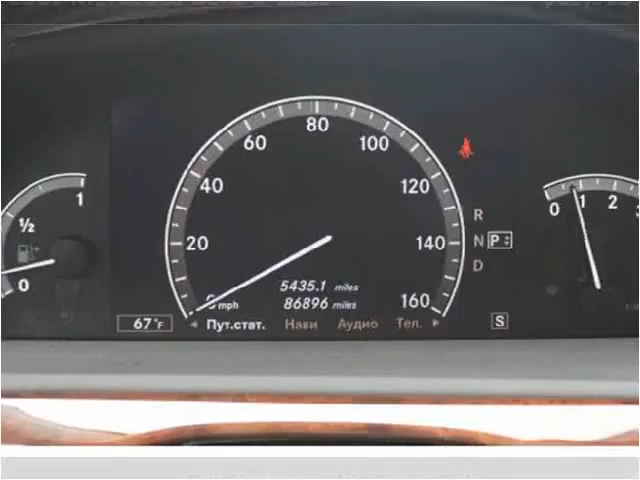 80
60 100
40 120
1 0 1 2
½ R
20 140 N P
D
0
5435.1 miles
mph 86896 miles 160
67°F Пут.стат. Нави Аудио Тел. S